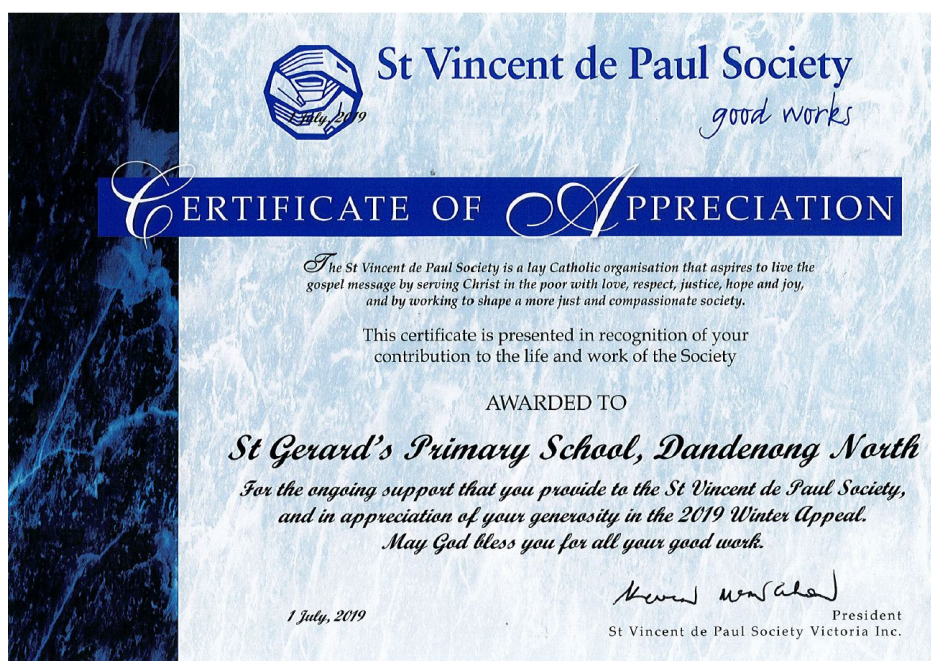 St Vincent de Paul Society
good works
1 July, 2019
CERTIFICATE OF APPRECIATION
The St Vincent de Paul Society is a lay Catholic organisation that aspires to live the
gospel message by serving Christ in the poor with love, respect, justice, hope and joy,
and by working to shape a more just and compassionate society.
This certificate is presented in recognition of your
contribution to the life and work of the Society
AWARDED TO
St Gerard's Primary School, Dandenong North
For the ongoing support that you provide to the St Vincent de Paul Society,
and in appreciation of your generosity in the 2019 Winter Appeal.
May God bless you for all your good work.
1 July, 2019
President
St Vincent de Paul Society Victoria Inc.